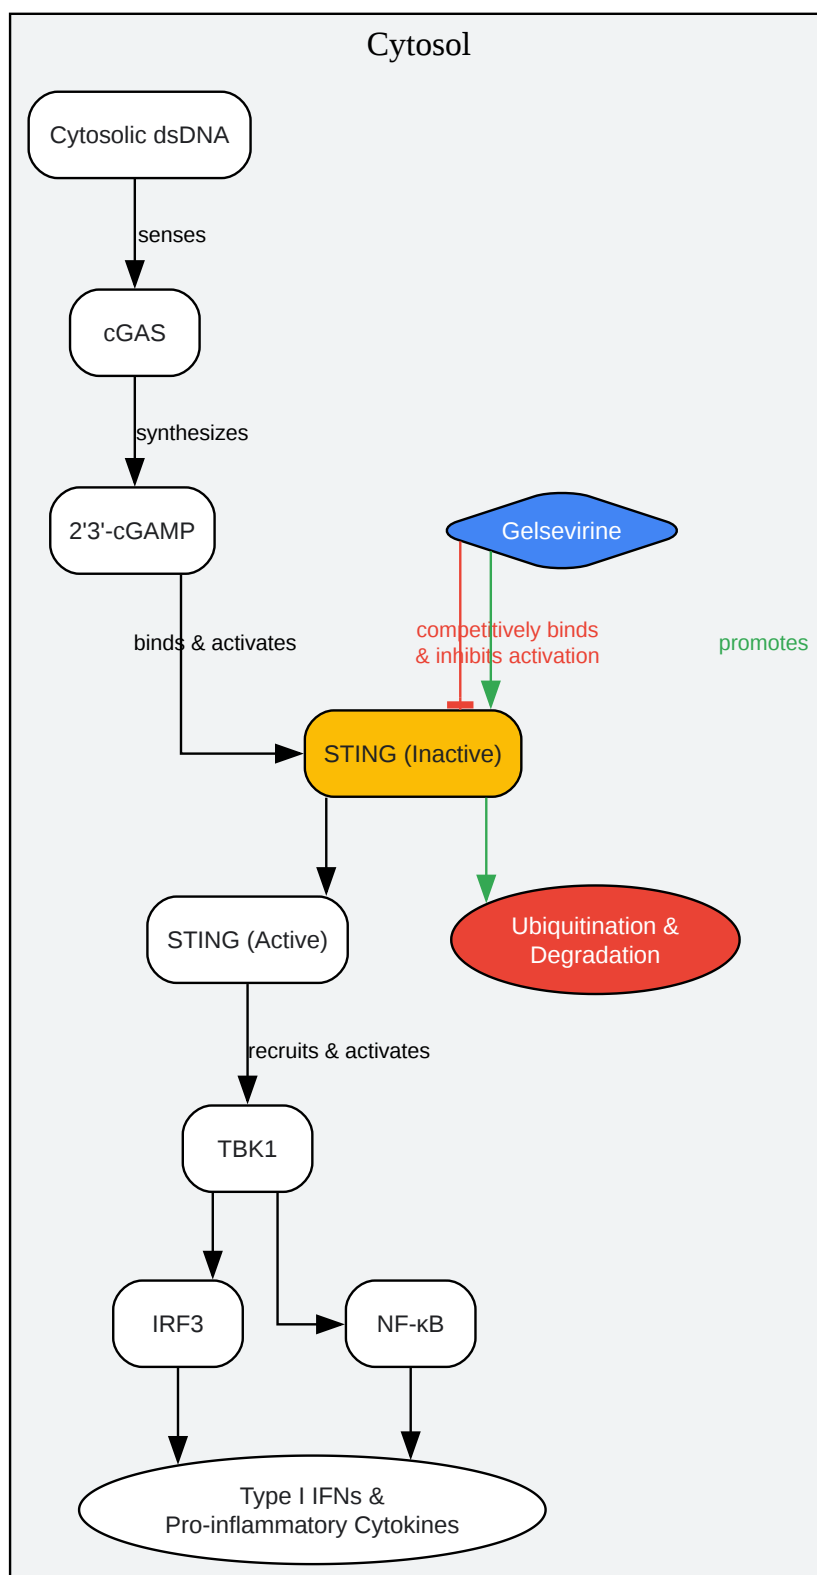 Cytosol
Cytosolic dsDNA
senses
cGAS
synthesizes
2'3'-cGAMP
Gelsevirine
binds & activates
competitively binds
& inhibits activation
promotes
STING (Inactive)
STING (Active)
Ubiquitination &
Degradation
recruits & activates
TBK1
IRF3
NF-κB
Type I IFNs &
Pro-inflammatory Cytokines